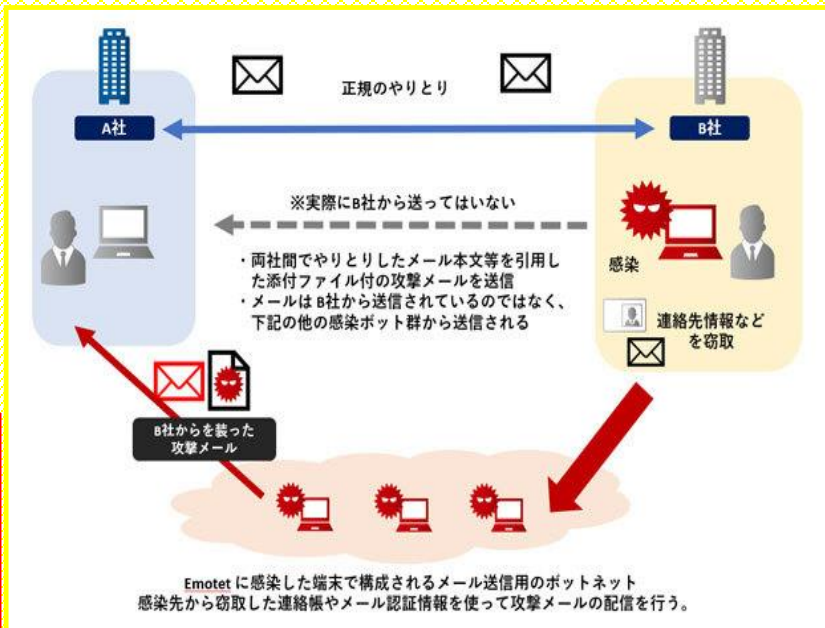 正規のやりとり
A社
B社
※実際にB社から送ってはいない
・両社間でやりとりしたメール本文等を引用し
た添付ファイル付の攻撃メールを送信
・メールは B社から送信されているのではなく、
下記の他の感染ボット群から送信される
感染
連絡先情報など
を窃取
B社からを装った
攻撃メール
Emotet に感染した端末で構成されるメール送信用のボットネット
感染先から窃取した連絡帳やメール認証情報を使って攻撃メールの配信を行う。